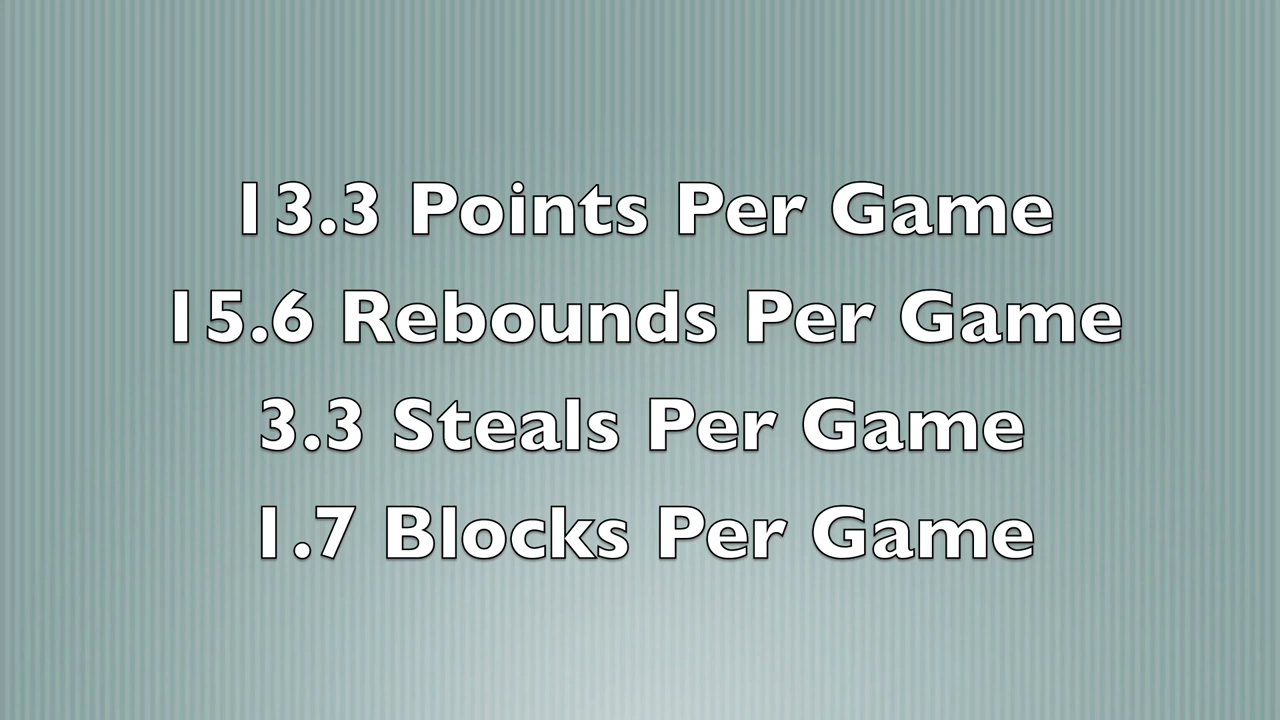 13.3 Points Per Game
15.6 Rebounds Per Game
3.3 Steals Per Game
1.7 Blocks Per Game